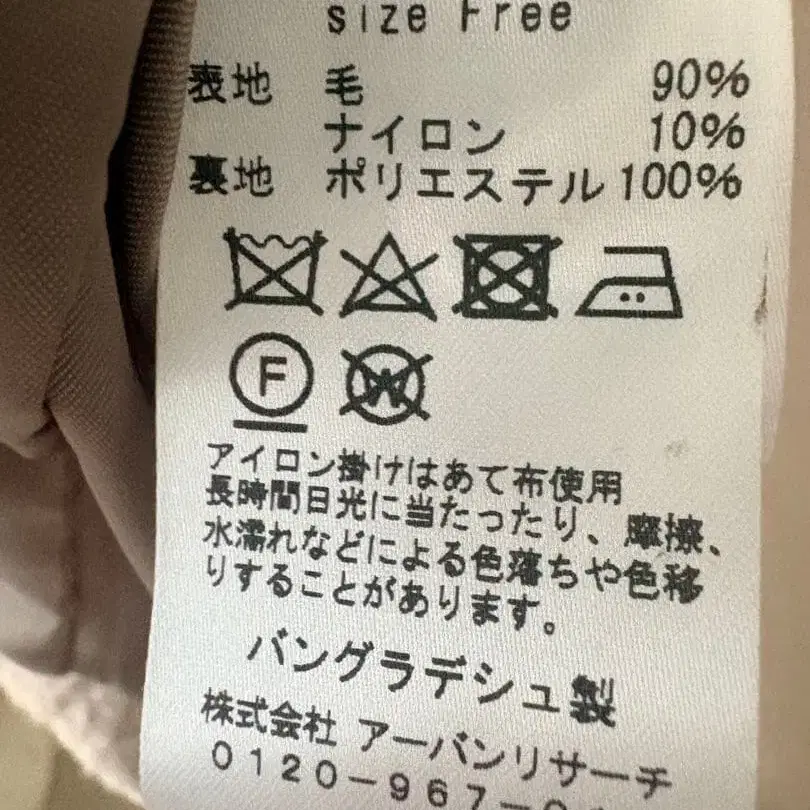 size Free
表地 毛 90%
ナイロン 10%
裏地 ポリエステル 100%
F
W
アイロン掛けはあて布使用
長時間日光に当たったり、摩擦、
水濡れなどによる色落ちや色移
りすることがあります。
バングラデシュ製
株式会社 アーバンリサーチ
0120-967-0